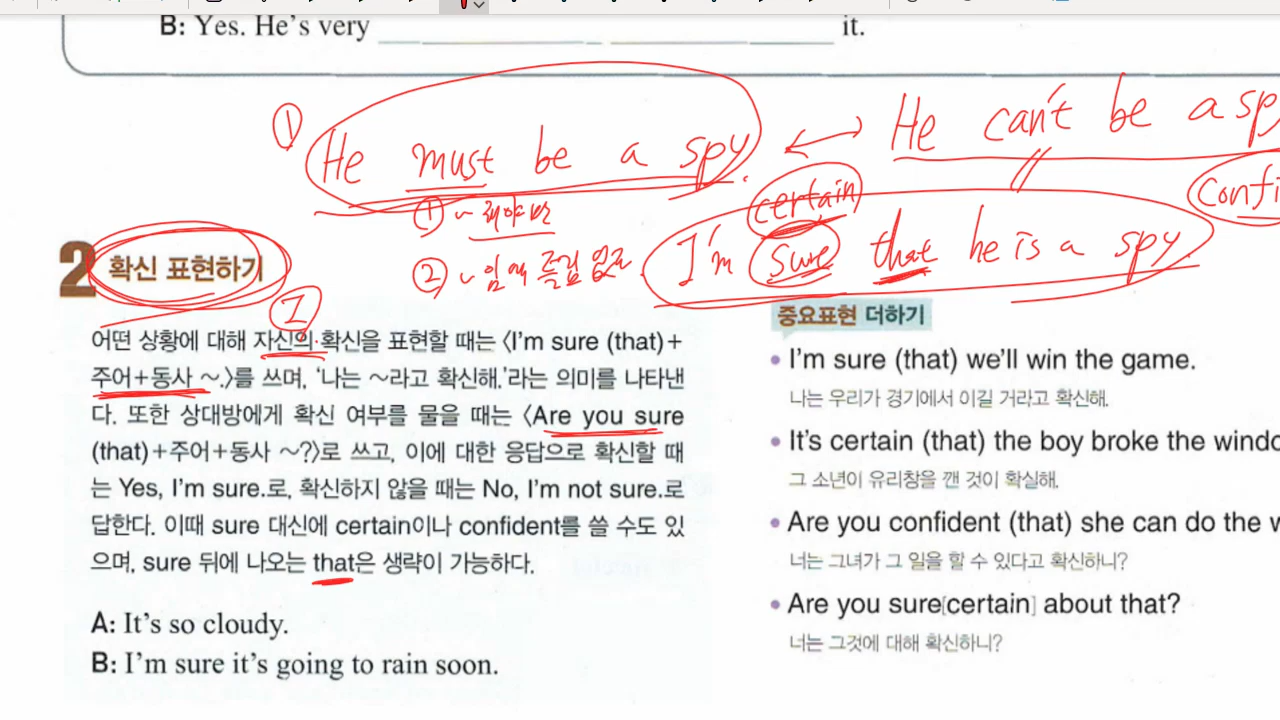 B: Yes. He's very ______ ______ it.
① He must be a spy. ↔ He can't be a sp
① ~ 해야만
certain
confi
② ~임에 틀림 없다.
I'm sure that he is a spy.
2 확신 표현하기
I
중요표현 더하기
어떤 상황에 대해 자신의 확신을 표현할 때는 〈I'm sure (that)+
주어+동사 ~.〉를 쓰며, '나는 ~라고 확신해.'라는 의미를 나타낸
다. 또한 상대방에게 확신 여부를 물을 때는 〈Are you sure
(that)+주어+동사 ~?〉로 쓰고, 이에 대한 응답으로 확신할 때
는 Yes, I'm sure.로, 확신하지 않을 때는 No, I'm not sure.로
답한다. 이때 sure 대신에 certain이나 confident를 쓸 수도 있
으며, sure 뒤에 나오는 that은 생략이 가능하다.
A: It's so cloudy.
B: I'm sure it's going to rain soon.
• I'm sure (that) we'll win the game.
나는 우리가 경기에서 이길 거라고 확신해.
• It's certain (that) the boy broke the windo
그 소년이 유리창을 깬 것이 확실해.
• Are you confident (that) she can do the w
너는 그녀가 그 일을 할 수 있다고 확신하니?
• Are you sure[certain] about that?
너는 그것에 대해 확신하니?